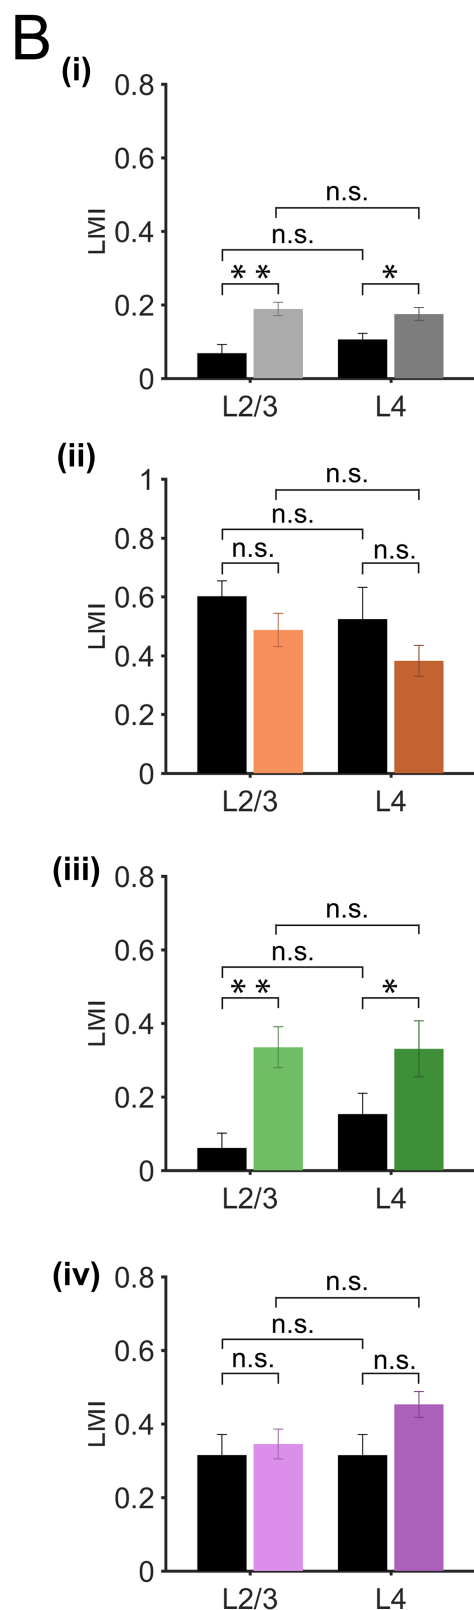 B
(i)
0.8
0.6
n.s.
n.s.
0.4
LMI
* *
*
0.2
0
L2/3 L4
(ii)
1
n.s.
n.s.
0.8
n.s.
n.s.
0.6
LMI
0.4
0.2
0
L2/3 L4
(iii)
0.8
n.s.
0.6
n.s.
* *
*
0.4
LMI
0.2
0
L2/3 L4
(iv)
0.8
n.s.
n.s.
0.6
n.s.
n.s.
0.4
LMI
0.2
0
L2/3 L4